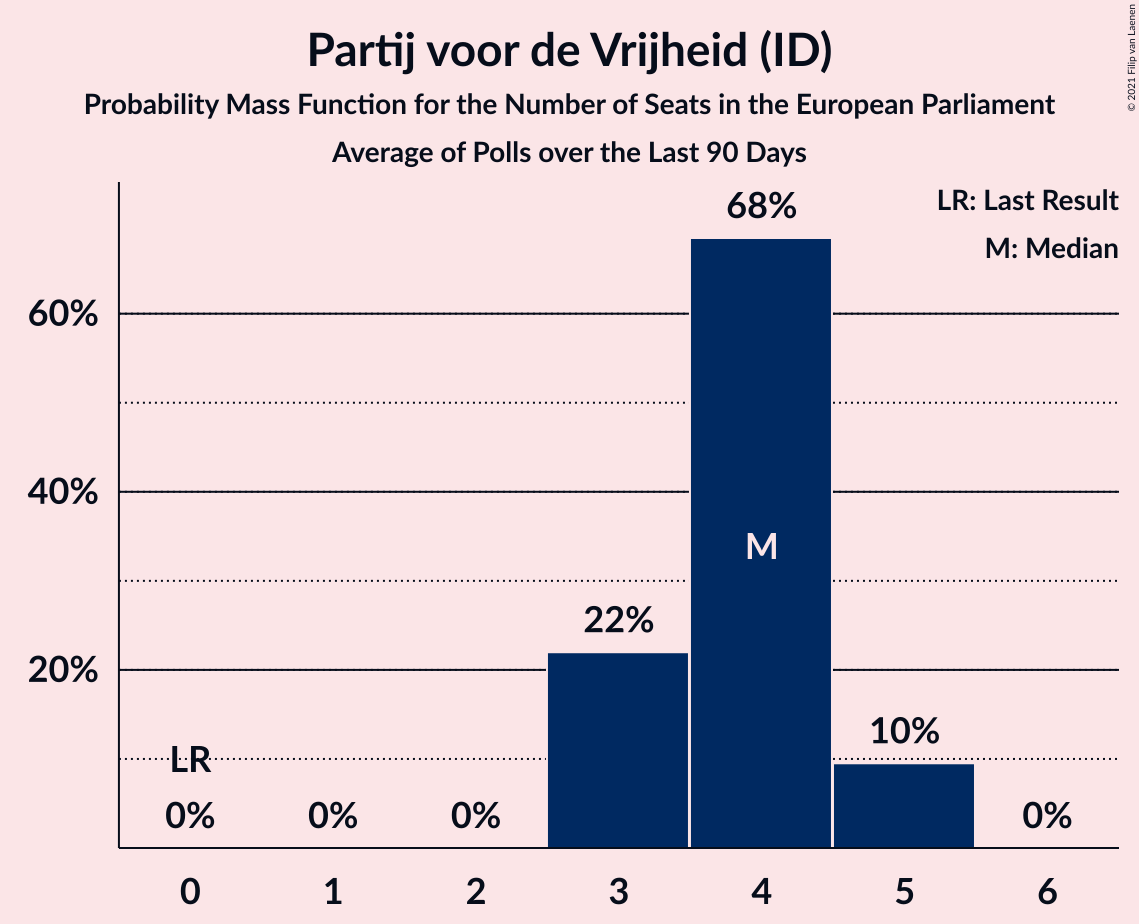 Partij voor de Vrijheid (ID)
Probability Mass Function for the Number of Seats in the European Parliament
Average of Polls over the Last 90 Days
© 2021 Filip van Laenen
LR: Last Result
M: Median
68%
60%
40%
M
22%
20%
10%
LR
0% 0% 0% 0%
0 1 2 3 4 5 6